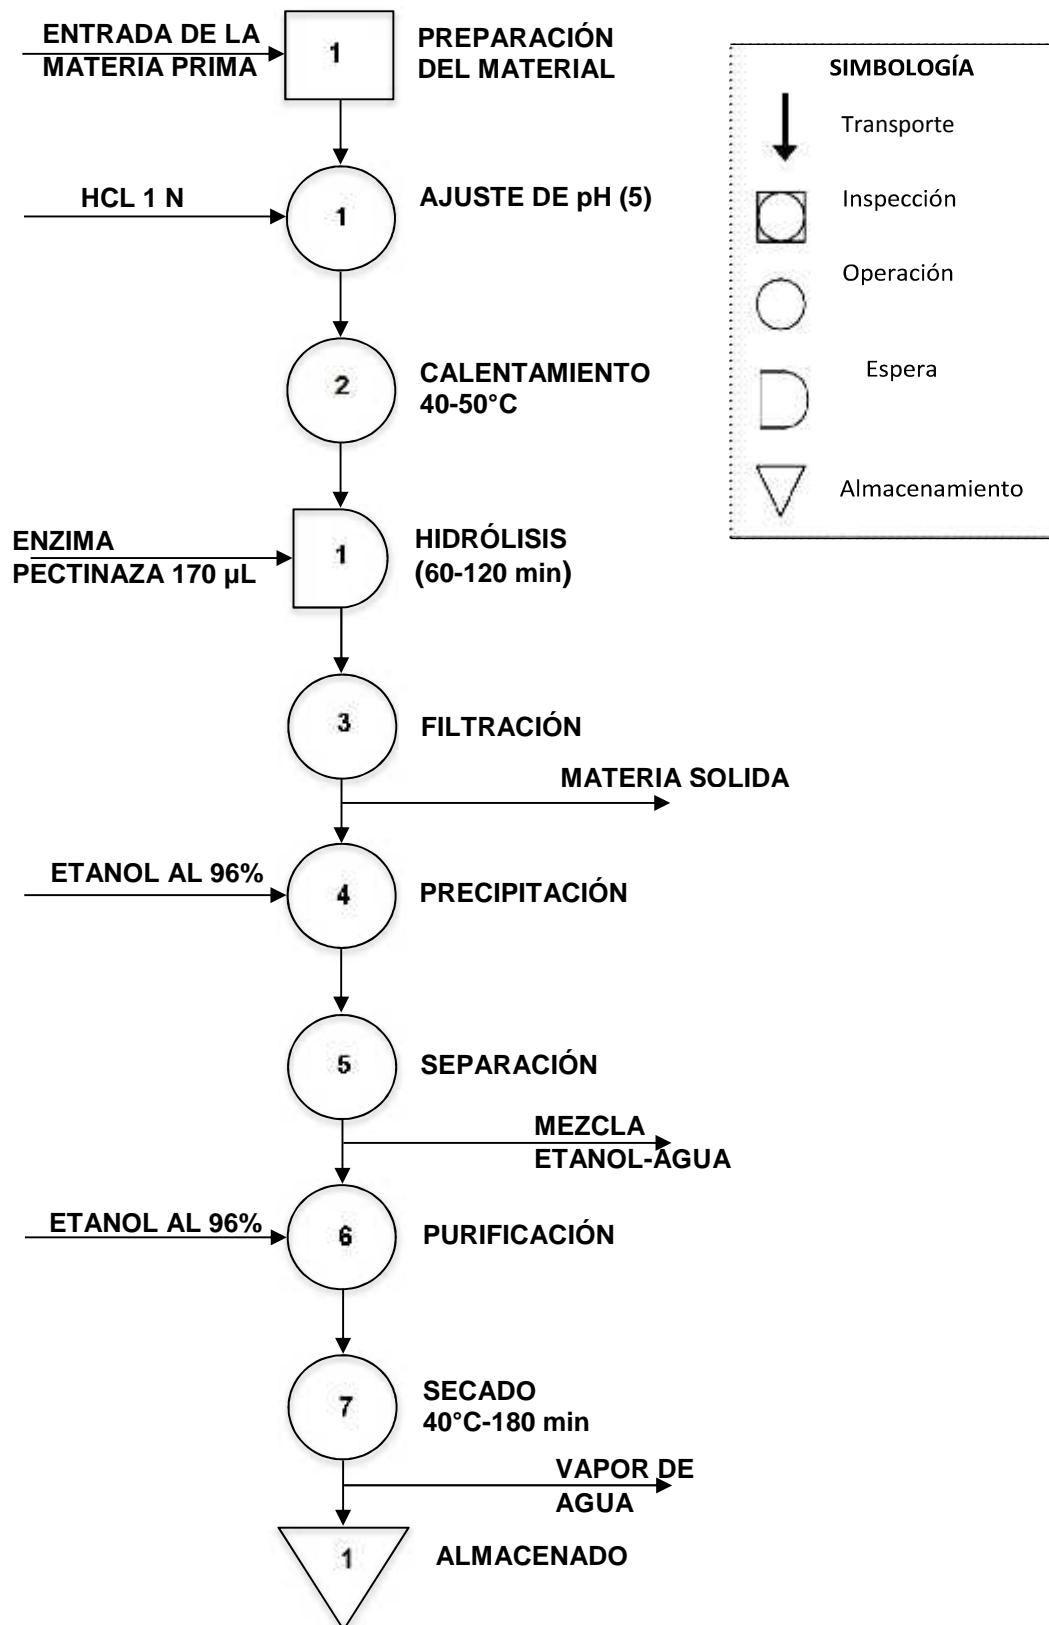 ENTRADA DE LA
MATERIA PRIMA
1
PREPARACIÓN
DEL MATERIAL
HCL 1 N
1
AJUSTE DE pH (5)
2
CALENTAMIENTO
40-50°C
ENZIMA
PECTINAZA 170 µL
1
HIDRÓLISIS
(60-120 min)
3
FILTRACIÓN
MATERIA SOLIDA
ETANOL AL 96%
4
PRECIPITACIÓN
5
SEPARACIÓN
MEZCLA
ETANOL-AGUA
ETANOL AL 96%
6
PURIFICACIÓN
7
SECADO
40°C-180 min
VAPOR DE
AGUA
1
ALMACENADO
SIMBOLOGÍA
Transporte
Inspección
Operación
Espera
Almacenamiento